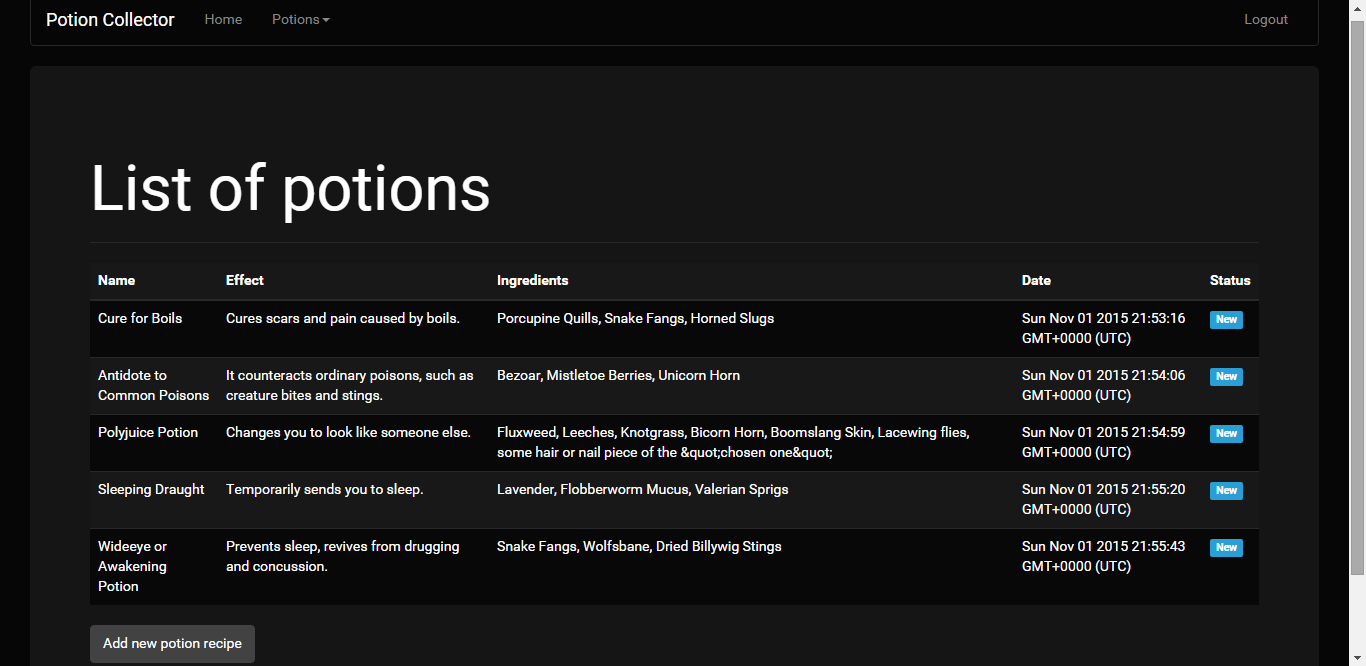 Potion Collector Home Potions Logout
List of potions
Name Effect Ingredients Date Status
Cure for Boils Cures scars and pain caused by boils. Porcupine Quills, Snake Fangs, Horned Slugs Sun Nov 01 2015 21:53:16 New
GMT+0000 (UTC)
Antidote to It counteracts ordinary poisons, such as Bezoar, Mistletoe Berries, Unicorn Horn Sun Nov 01 2015 21:54:06 New
Common Poisons creature bites and stings. GMT+0000 (UTC)
Polyjuice Potion Changes you to look like someone else. Fluxweed, Leeches, Knotgrass, Bicorn Horn, Boomslang Skin, Lacewing flies, Sun Nov 01 2015 21:54:59 New
some hair or nail piece of the &quot;chosen one&quot; GMT+0000 (UTC)
Sleeping Draught Temporarily sends you to sleep. Lavender, Flobberworm Mucus, Valerian Sprigs Sun Nov 01 2015 21:55:20 New
GMT+0000 (UTC)
Wideeye or Prevents sleep, revives from drugging Snake Fangs, Wolfsbane, Dried Billywig Stings Sun Nov 01 2015 21:55:43 New
Awakening and concussion. GMT+0000 (UTC)
Potion
Add new potion recipe